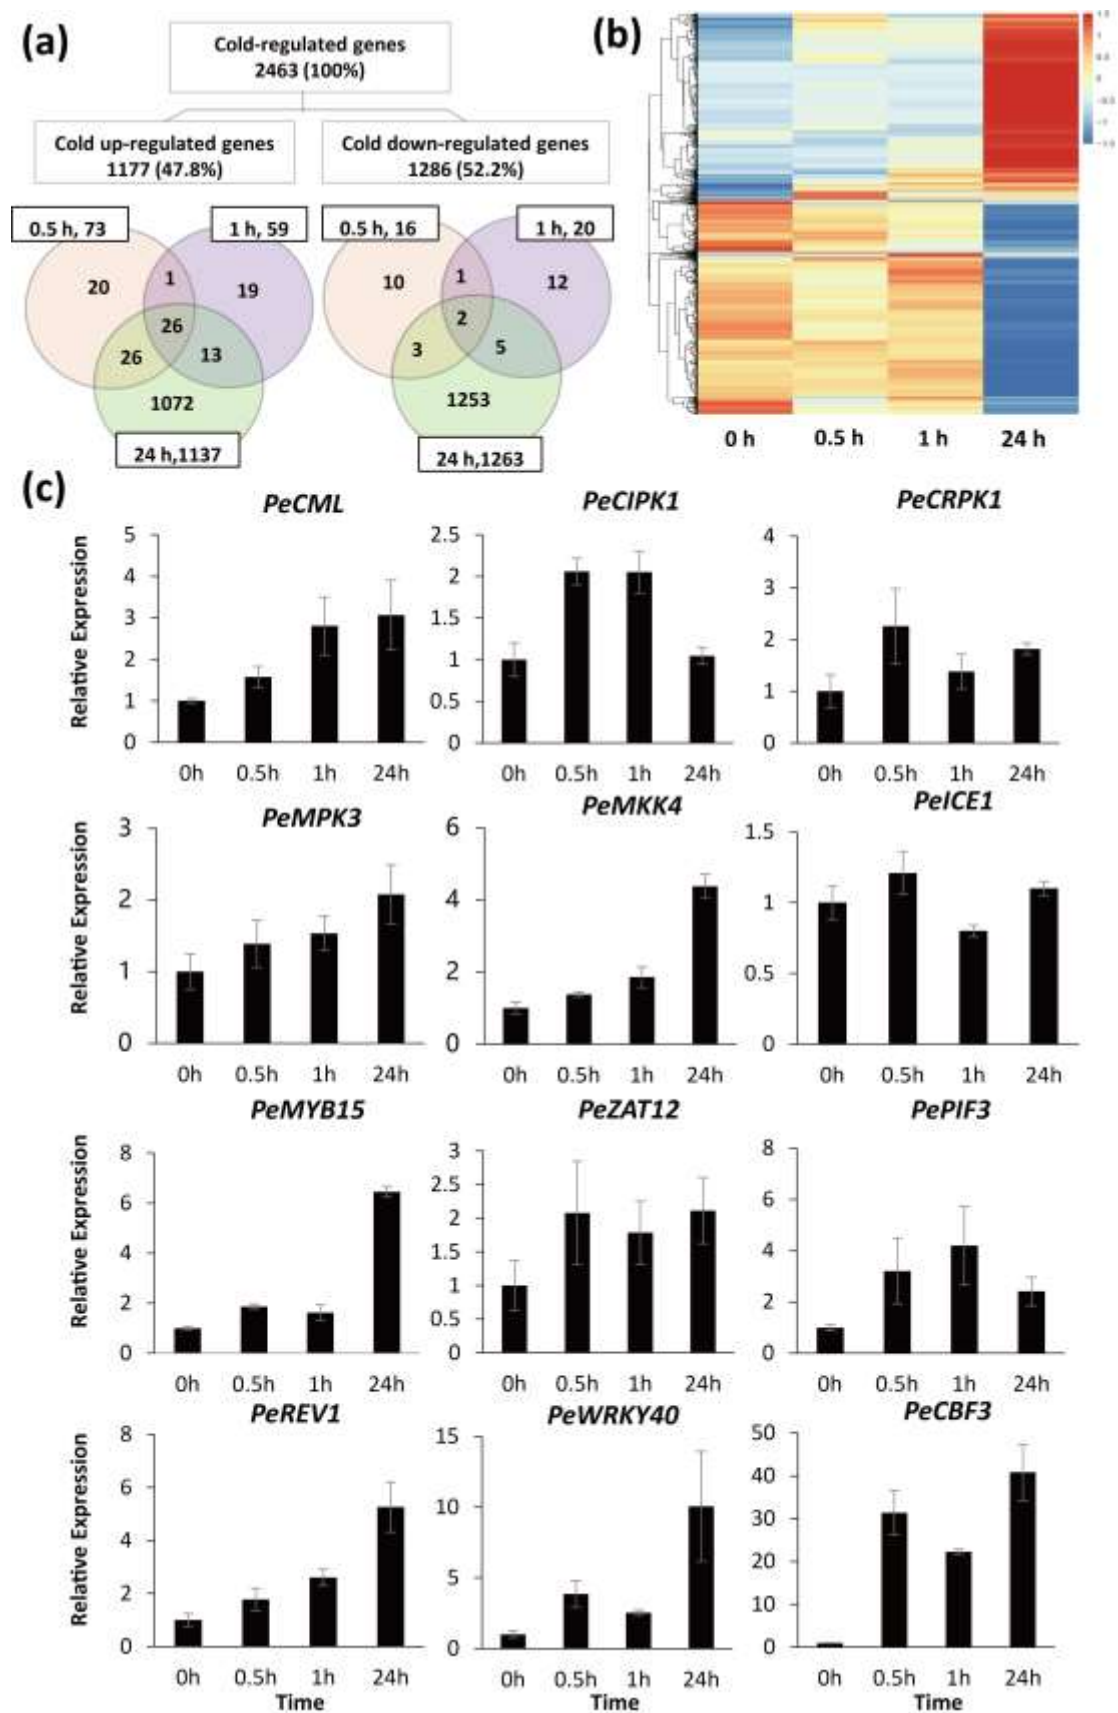 (a)
Cold-regulated genes
2463 (100%)
Cold up-regulated genes
1177 (47.8%)
Cold down-regulated genes
1286 (52.2%)
0.5 h, 73
1 h, 59
20
1
19
26
26
13
1072
24 h,1137
0.5 h, 16
1 h, 20
10
1
12
2
3
5
1253
24 h,1263
(b)
0 h
0.5 h
1 h
24 h
(c)
PeCML
Relative Expression
5
4
3
2
1
0
0h
0.5h
1h
24h
PeCIPK1
2.5
2
1.5
1
0.5
0
0h
0.5h
1h
24h
PeCRPK1
4
3
2
1
0
0h
0.5h
1h
24h
PeMPK3
Relative Expression
3
2
1
0
0h
0.5h
1h
24h
PeMKK4
6
4
2
0
0h
0.5h
1h
24h
PeICE1
1.5
1
0.5
0
0h
0.5h
1h
24h
PeMYB15
Relative Expression
8
6
4
2
0
0h
0.5h
1h
24h
PeZAT12
3
2.5
2
1.5
1
0.5
0
0h
0.5h
1h
24h
PePIF3
8
6
4
2
0
0h
0.5h
1h
24h
PeREV1
Relative Expression
8
6
4
2
0
0h
0.5h
1h
24h
Time
PeWRKY40
15
10
5
0
0h
0.5h
1h
24h
Time
PeCBF3
50
40
30
20
10
0
0h
0.5h
1h
24h
Time